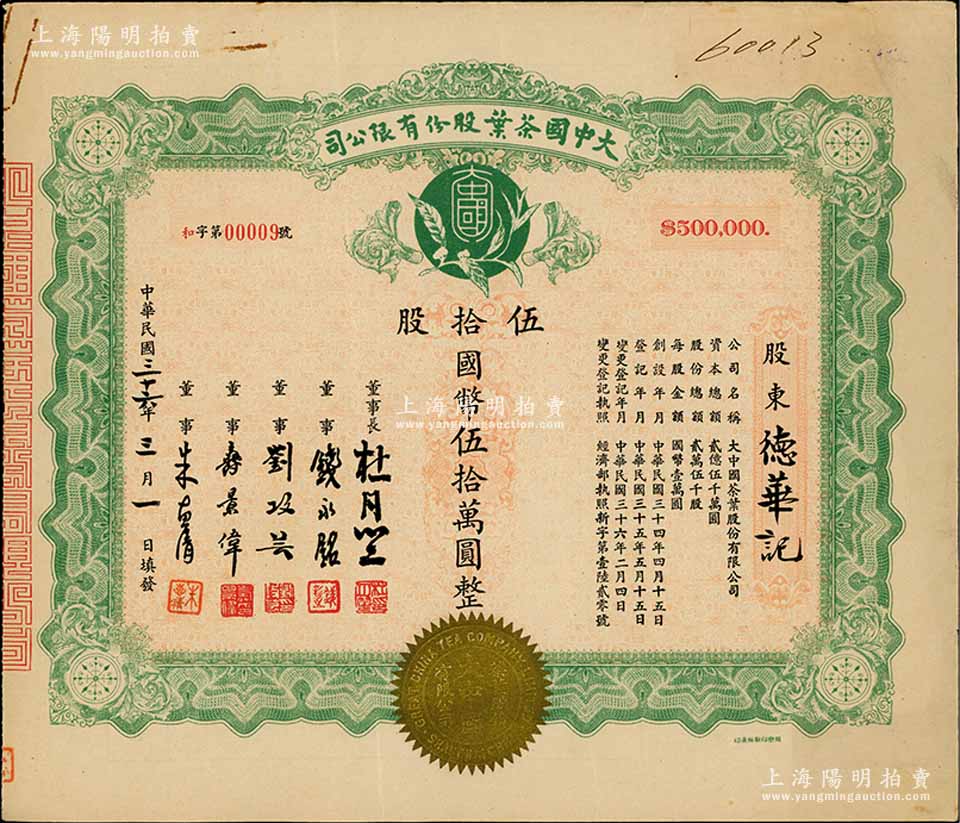 上海陽明拍賣
www.yangmingauction.com
60013
大中國茶葉股份有限公司
大中國
和字第00009號
$500,000.
伍拾股
股東 德華記
公司名稱 大中國茶葉股份有限公司
資本總額 貳億伍千萬圓
股份總額 貳萬伍千股
每股金額 國幣壹萬圓
創設年月 中華民國三十四年四月十五日
登記年月 中華民國三十五年五月十五日
變更登記年月 中華民國三十六年二月四日
變更登記執照 經濟部執照新字第壹陸貳零號
國幣伍拾萬圓整
董事長 杜月笙
董事 錢永銘
董事 劉攻芸
董事 壽景偉
董事 朱
中華民國三十六年三月一日填發
上海陽明拍賣
www.yangmingauction.com
GREAT CHINA TEA COMPANY
上海陽明拍賣
www.yangmingauction.com